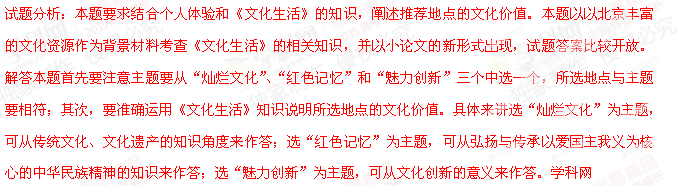 试题分析：本题要求结合个人体验和《文化生活》的知识，阐述推荐地点的文化价值。本题以以北京丰富
的文化资源作为背景材料考查《文化生活》的相关知识，并以小论文的新形式出现，试题答案比较开放。
解答本题首先要注意主题要从“灿烂文化”、“红色记忆”和“魅力创新”三个中选一个，所选地点与主题
要相符；其次，要准确运用《文化生活》知识说明所选地点的文化价值。具体来讲选“灿烂文化”为主题，
可从传统文化、文化遗产的知识角度来作答；选“红色记忆”为主题，可从弘扬与传承以爱国主我义为核
心的中华民族精神的知识来作答；选“魅力创新”为主题，可从文化创新的意义来作答。学科网